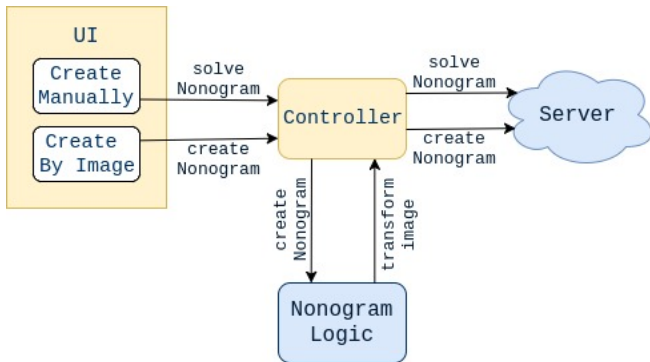 UI
Create
Manually
Create
By Image
solve
Nonogram
create
Nonogram
Controller
solve
Nonogram
create
Nonogram
Server
create
Nonogram
transform
image
Nonogram
Logic